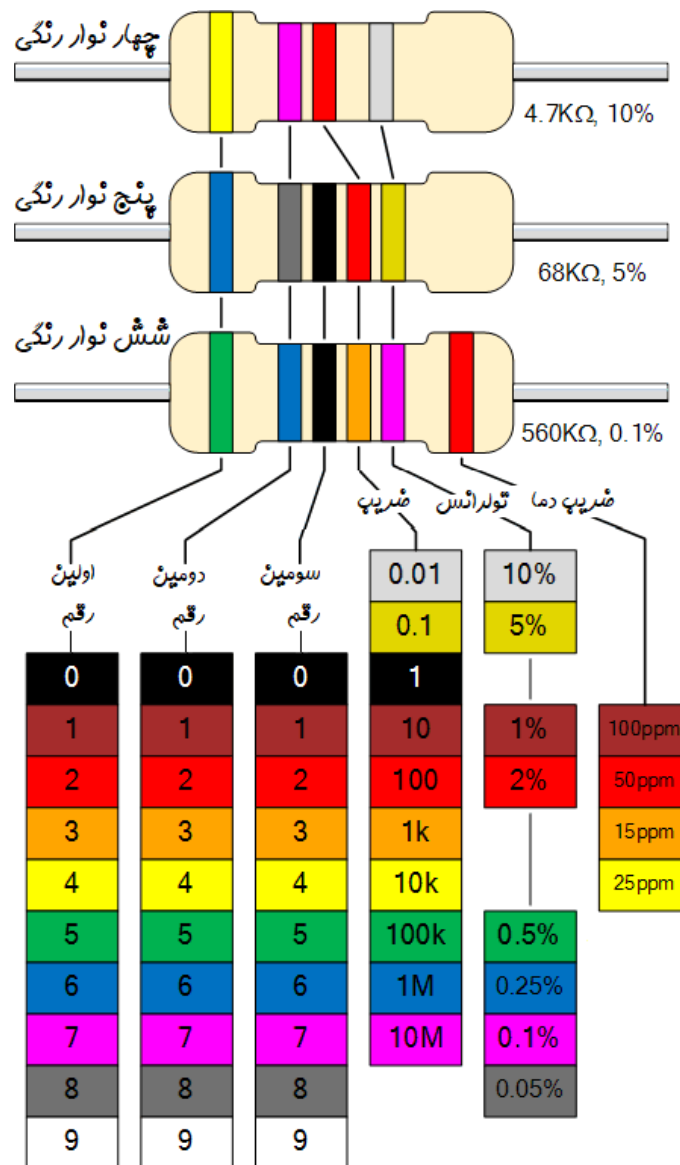 چهار نوار رنگی
4.7KΩ, 10%
پنج نوار رنگی
68KΩ, 5%
شش نوار رنگی
560KΩ, 0.1%
ضریب تولرانس ضریب دما
اولین دومین سومین 0.01 10%
رقم رقم رقم 0.1 5%
0 0 0 1
1 1 1 10 1% 100ppm
2 2 2 100 2% 50ppm
3 3 3 1k 15ppm
4 4 4 10k 25ppm
5 5 5 100k 0.5%
6 6 6 1M 0.25%
7 7 7 10M 0.1%
8 8 8 0.05%
9 9 9